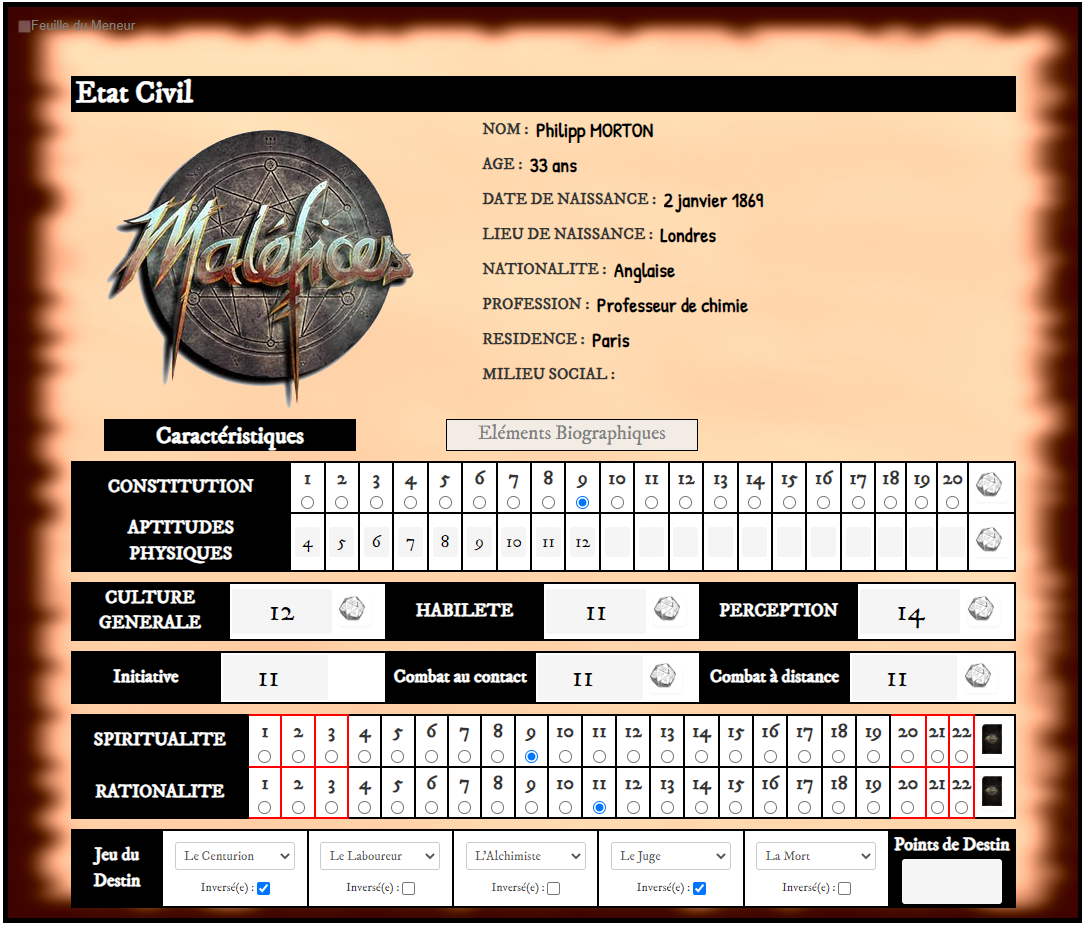 Feuille du Meneur
Etat Civil
Maléfices
NOM : Philipp MORTON
AGE : 33 ans
DATE DE NAISSANCE : 2 janvier 1869
LIEU DE NAISSANCE : Londres
NATIONALITE : Anglaise
PROFESSION : Professeur de chimie
RESIDENCE : Paris
MILIEU SOCIAL :
Caractéristiques Eléments Biographiques
CONSTITUTION 1 2 3 4 5 6 7 8 9 10 11 12 13 14 15 16 17 18 19 20
APTITUDES
PHYSIQUES 4 5 6 7 8 9 10 11 12
CULTURE
GENERALE 12 HABILETE 11 PERCEPTION 14
Initiative 11 Combat au contact 11 Combat à distance 11
SPIRITUALITE 1 2 3 4 5 6 7 8 9 10 11 12 13 14 15 16 17 18 19 20 21 22
RATIONALITE 1 2 3 4 5 6 7 8 9 10 11 12 13 14 15 16 17 18 19 20 21 22
Jeu du
Destin
Le Centurion Le Laboureur L'Alchimiste Le Juge La Mort
Inversé(e) : Inversé(e) : Inversé(e) : Inversé(e) : Inversé(e) :
Points de Destin